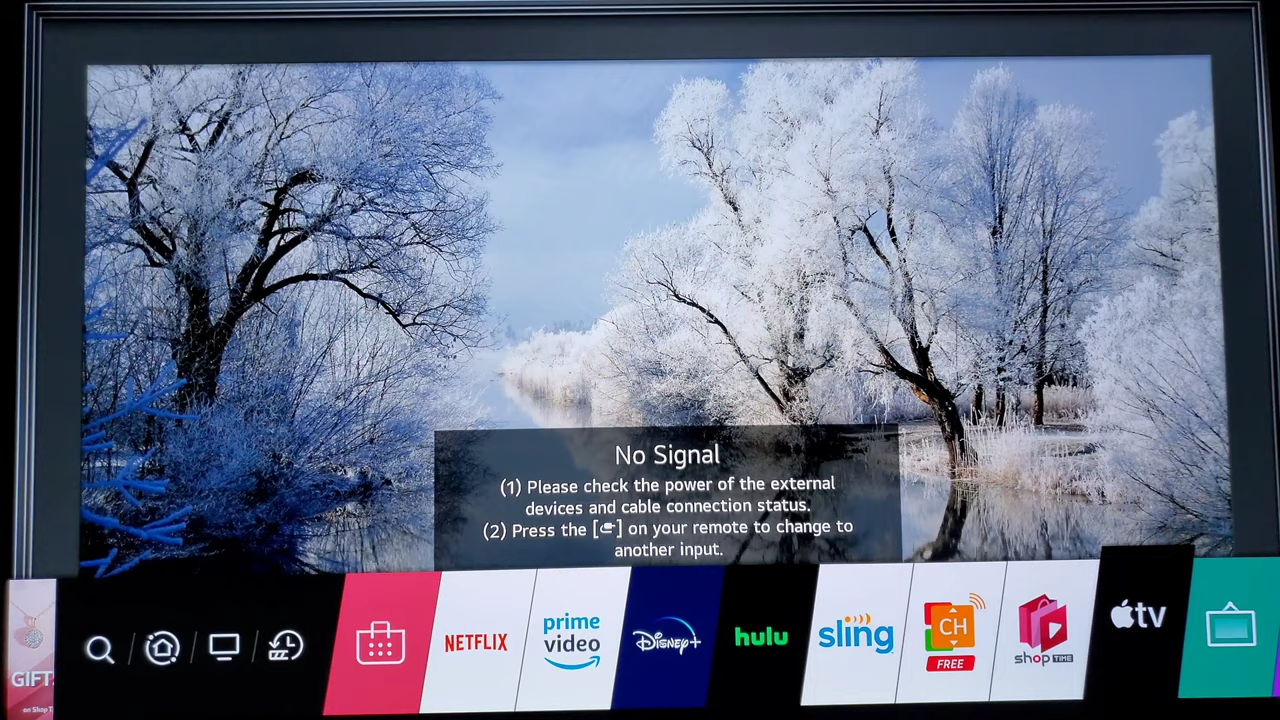 No Signal
(1) Please check the power of the external
devices and cable connection status.
(2) Press the [ ] on your remote to change to
another input.
GIFT
on Shop T
NETFLIX
prime
video
Disney+
hulu
sling
CH
FREE
shop TIME
tv